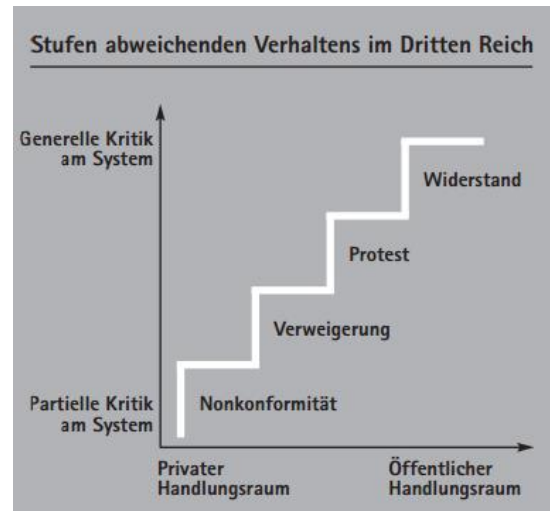 Stufen abweichenden Verhaltens im Dritten Reich
Generelle Kritik
am System
Widerstand
Protest
Verweigerung
Partielle Kritik
am System
Nonkonformität
Privater
Handlungsraum
Öffentlicher
Handlungsraum